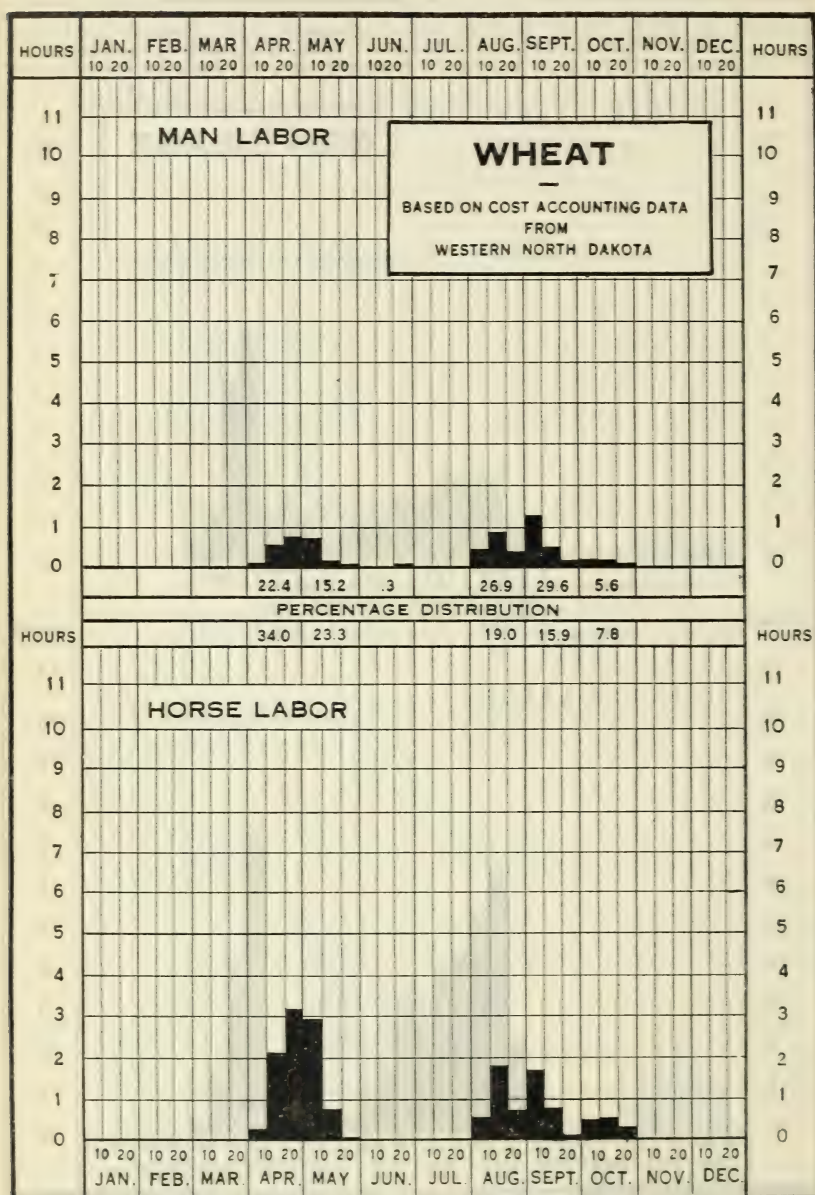 HOURS JAN. FEB. MAR APR. MAY JUN. JUL. AUG. SEPT. OCT. NOV. DEC. HOURS
10 20 10 20 10 20 10 20 10 20 1020 10 20 10 20 10 20 10 20 10 20 10 20
11 11
MAN LABOR
10 10
WHEAT
9 9
BASED ON COST ACCOUNTING DATA
FROM
8 8
WESTERN NORTH DAKOTA
7 7
6 6
5 5
4 4
3 3
2 2
1 1
0 0
22.4 15.2 .3 26.9 29.6 5.6
PERCENTAGE DISTRIBUTION
HOURS 34.0 23.3 19.0 15.9 7.8 HOURS
11 11
HORSE LABOR
10 10
9 9
8 8
7 7
6 6
5 5
4 4
3 3
2 2
1 1
0 0
10 20 10 20 10 20 10 20 10 20 10 20 10 20 10 20 10 20 10 20 10 20 10 20
JAN. FEB. MAR. APR. MAY JUN. JUL. AUG. SEPT. OCT. NOV. DEC.